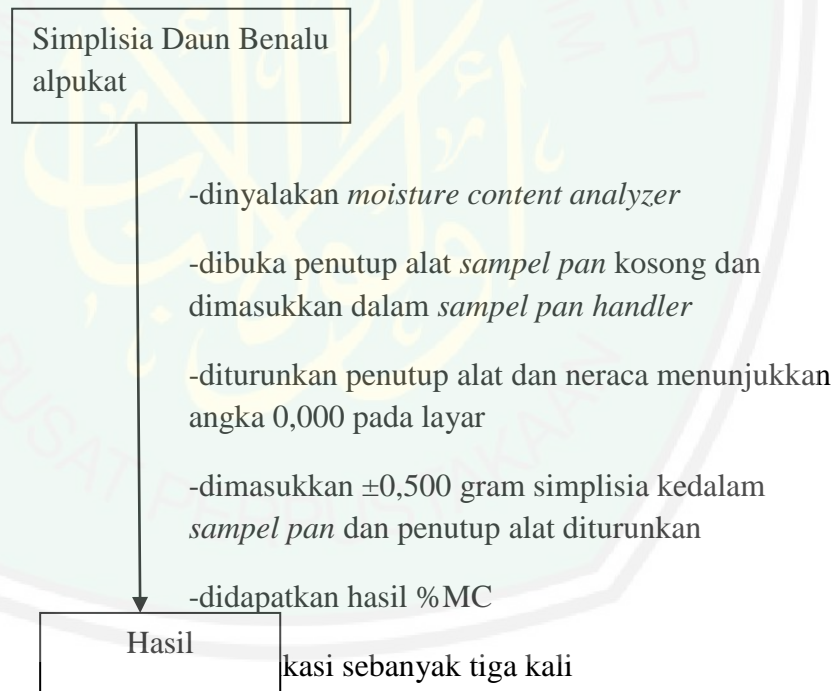 Simplisia Daun Benalu
alpukat
-dinyalakan moisture content analyzer
-dibuka penutup alat sampel pan kosong dan
dimasukkan dalam sampel pan handler
-diturunkan penutup alat dan neraca menunjukkan
angka 0,000 pada layar
-dimasukkan ±0,500 gram simplisia kedalam
sampel pan dan penutup alat diturunkan
-didapatkan hasil %MC
Hasil
kasi sebanyak tiga kali
PUSAT PERPUSTAKAAN